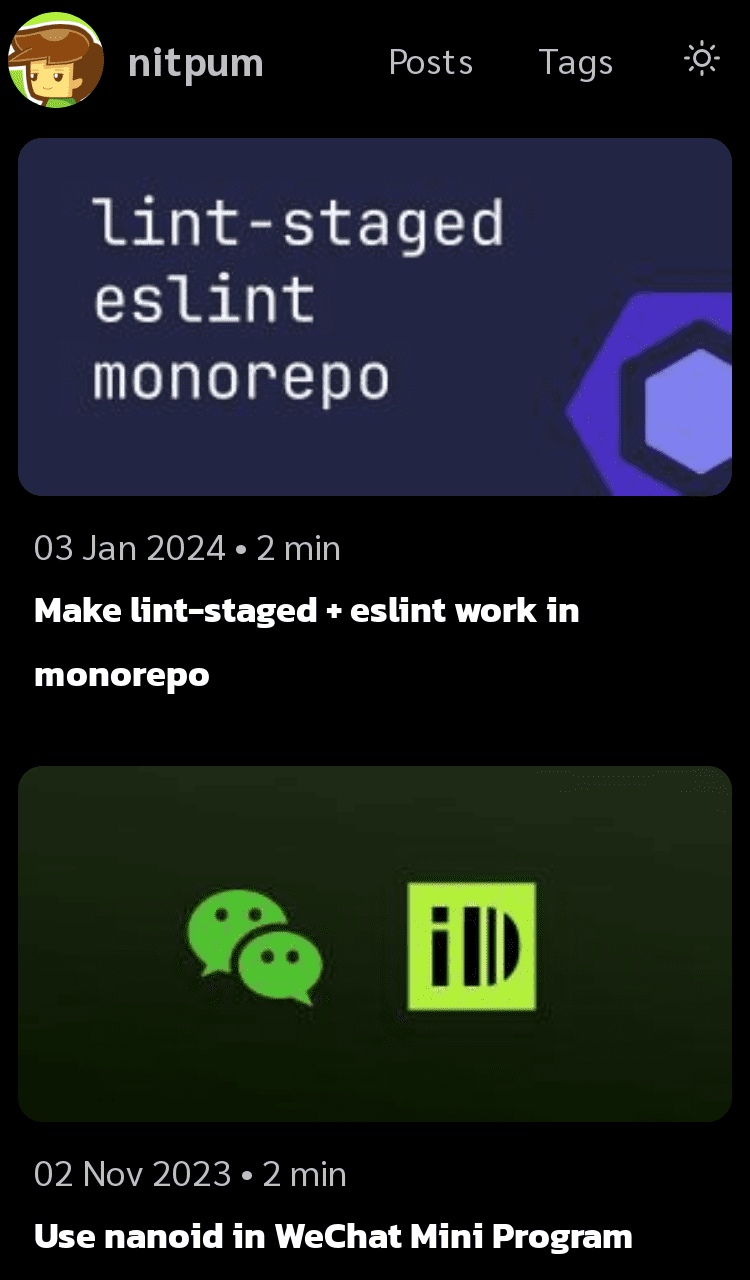 nitpum
Posts
Tags
lint-staged
eslint
monorepo
03 Jan 2024 • 2 min
Make lint-staged + eslint work in
monorepo
iD
02 Nov 2023 • 2 min
Use nanoid in WeChat Mini Program